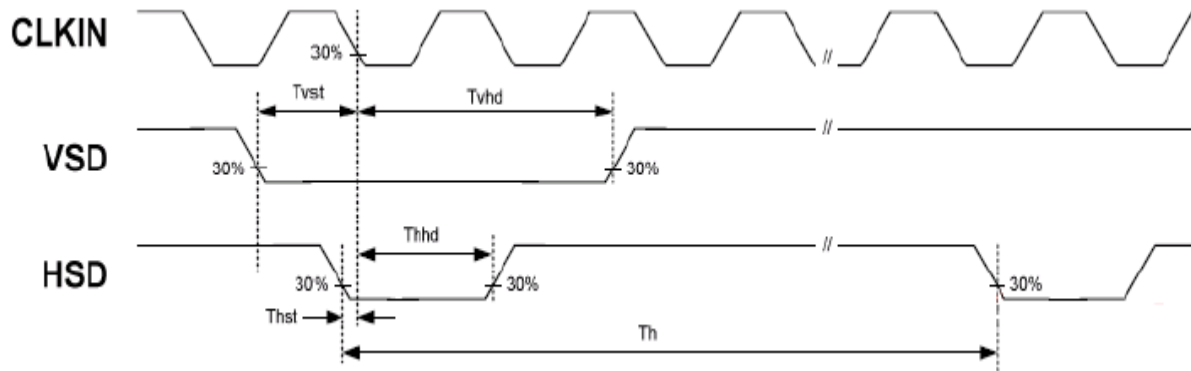 CLKIN
30%
//
Tvst
Tvhd
VSD
30%
30%
//
Thhd
HSD
30%
30%
//
30%
Thst
Th